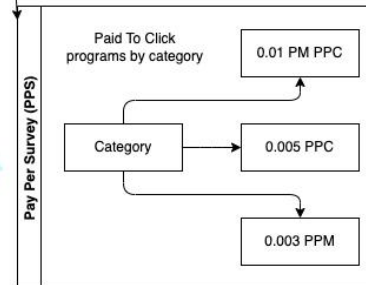 Pay Per Survey (PPS)
Paid To Click
programs by category
0.01 PM PPC
Category
0.005 PPC
0.003 PPM